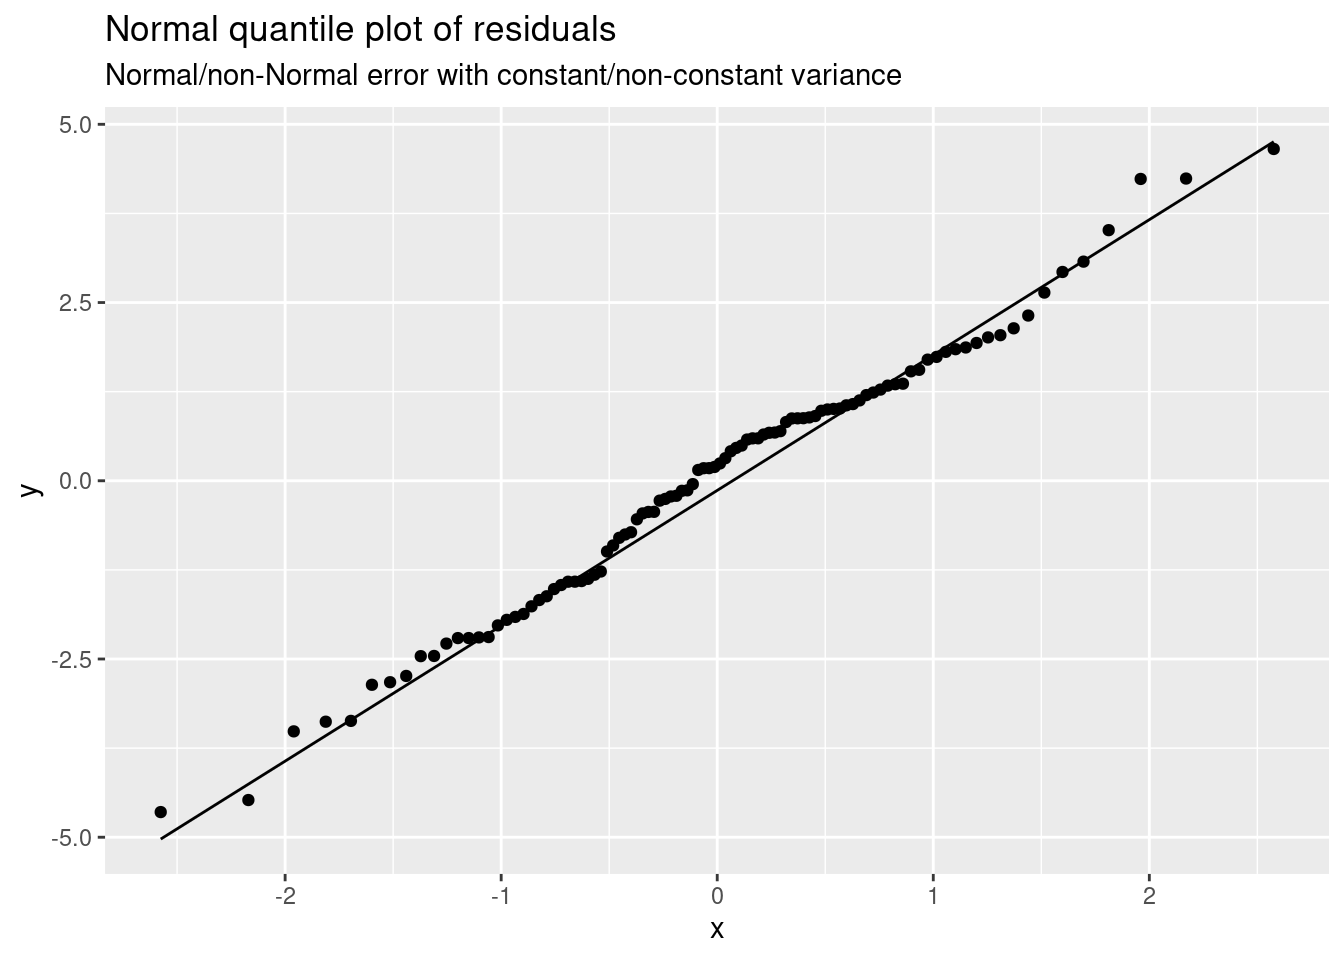 Normal quantile plot of residuals
Normal/non-Normal error with constant/non-constant variance
5.0
2.5
0.0
-2.5
-5.0
y
-2
-1
0
1
2
x